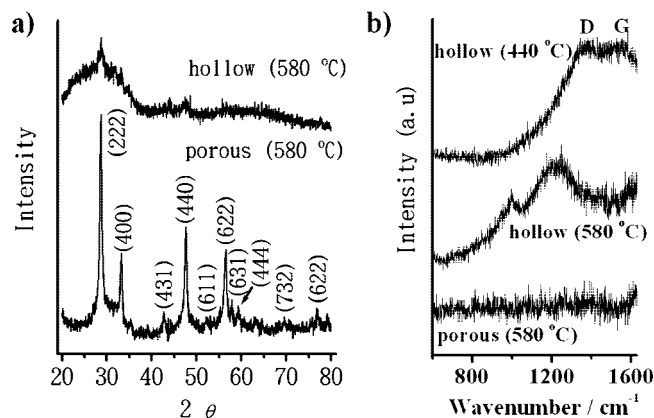 a)
Intensity
hollow (580 ℃)
porous (580 ℃)
(222)
(400)
(431)
(440)
(611)
(622)
(631)
(444)
(732)
(622)
20 30 40 50 60 70 80
2 θ
b)
Intensity (a.u)
D G
hollow (440 °C)
hollow (580 °C)
porous (580 °C)
800 1200 1600
Wavenumber / cm⁻¹